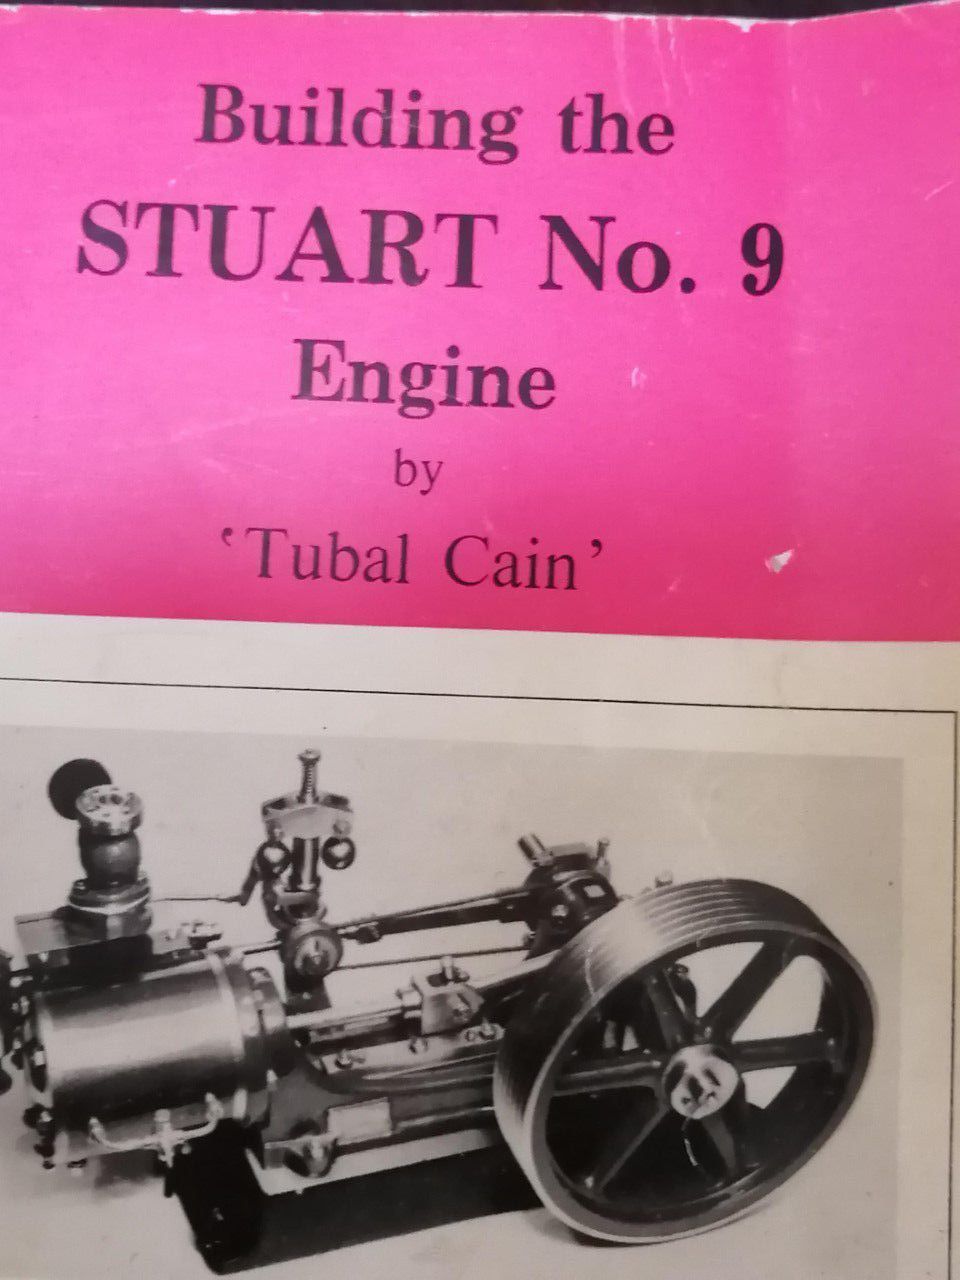 Building the
STUART No. 9
Engine
by
‘Tubal Cain’